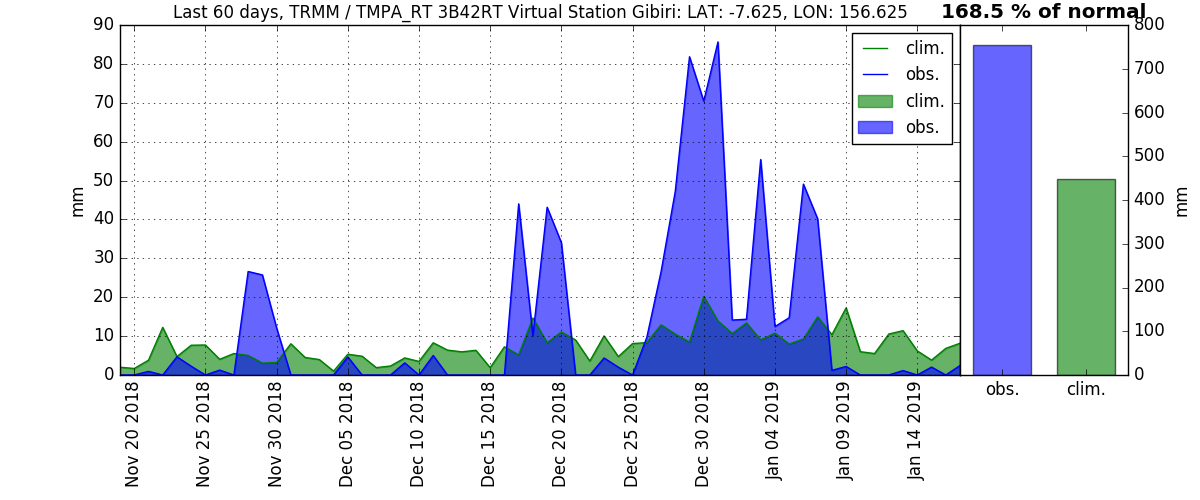 Last 60 days, TRMM / TMPA_RT 3B42RT Virtual Station Gibiri: LAT: -7.625, LON: 156.625
168.5 % of normal
90
80
70
60
50
40
30
20
10
0
mm
clim.
obs.
clim.
obs.
Nov 20 2018
Nov 25 2018
Nov 30 2018
Dec 05 2018
Dec 10 2018
Dec 15 2018
Dec 20 2018
Dec 25 2018
Dec 30 2018
Jan 04 2019
Jan 09 2019
Jan 14 2019
800
700
600
500
400
300
200
100
0
mm
obs.
clim.